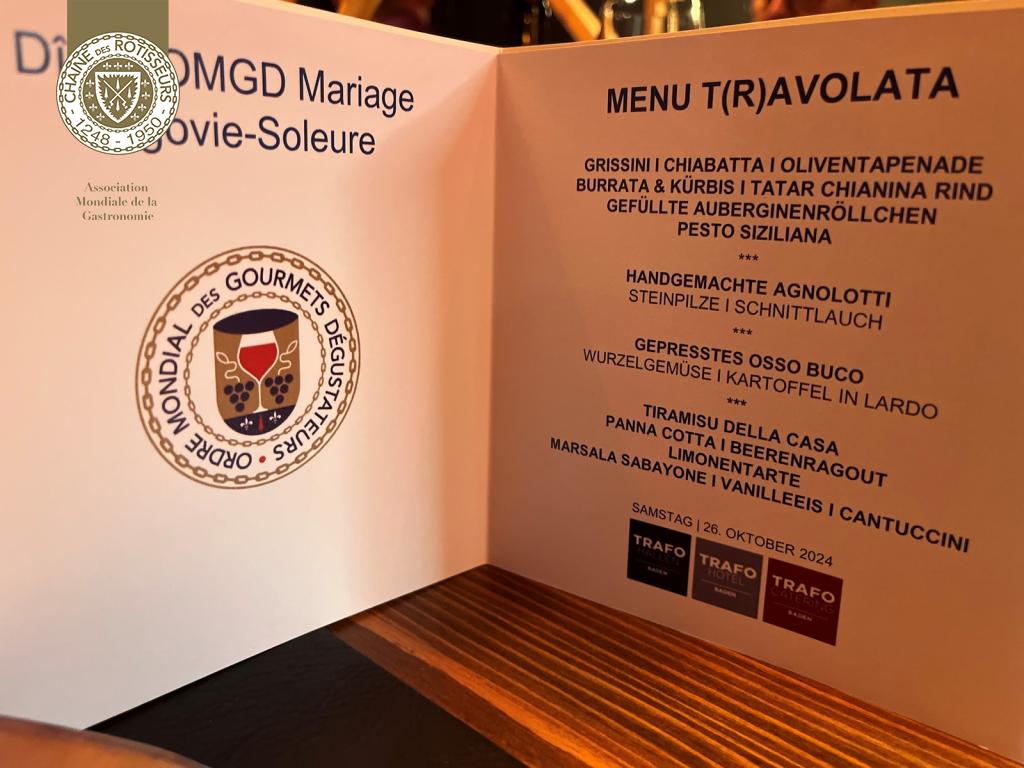 CHAINE DES ROTISSEURS
1248 - 1950
Association
Mondiale de la
Gastronomie
OMGD Mariage
Soleure
ORDRE MONDIAL DES GOURMETS DÉGUSTATEURS •
MENU T(R)AVOLATA
GRISSINI I CHIABATTA I OLIVENTAPENADE
BURRATA & KÜRBIS I TATAR CHIANINA RIND
GEFÜLLTE AUBERGINENRÖLLCHEN
PESTO SIZILIANA
***
HANDGEMACHTE AGNOLOTTI
STEINPILZE I SCHNITTLAUCH
***
GEPRESSTES OSSO BUCO
WURZELGEMÜSE I KARTOFFEL IN LARDO
***
TIRAMISU DELLA CASA
PANNA COTTA I BEERENRAGOUT
LIMONENTARTE
MARSALA SABAYONE I VANILLEEIS I CANTUCCINI
SAMSTAG | 26. OKTOBER 2024
TRAFO
BADEN
TRAFO
HOTEL
BADEN
TRAFO
CATERING
BADEN